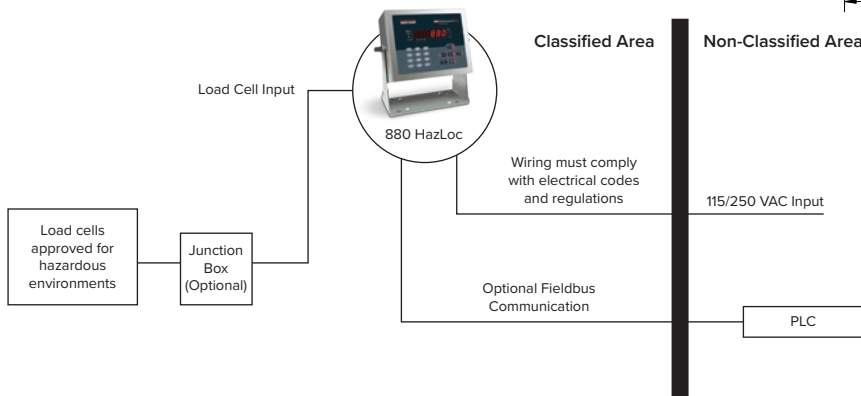 Classified Area
Non-Classified Area
Load Cell Input
880 HazLoc
Wiring must comply
with electrical codes
and regulations
115/250 VAC Input
Load cells
approved for
hazardous
environments
Junction
Box
(Optional)
Optional Fieldbus
Communication
PLC